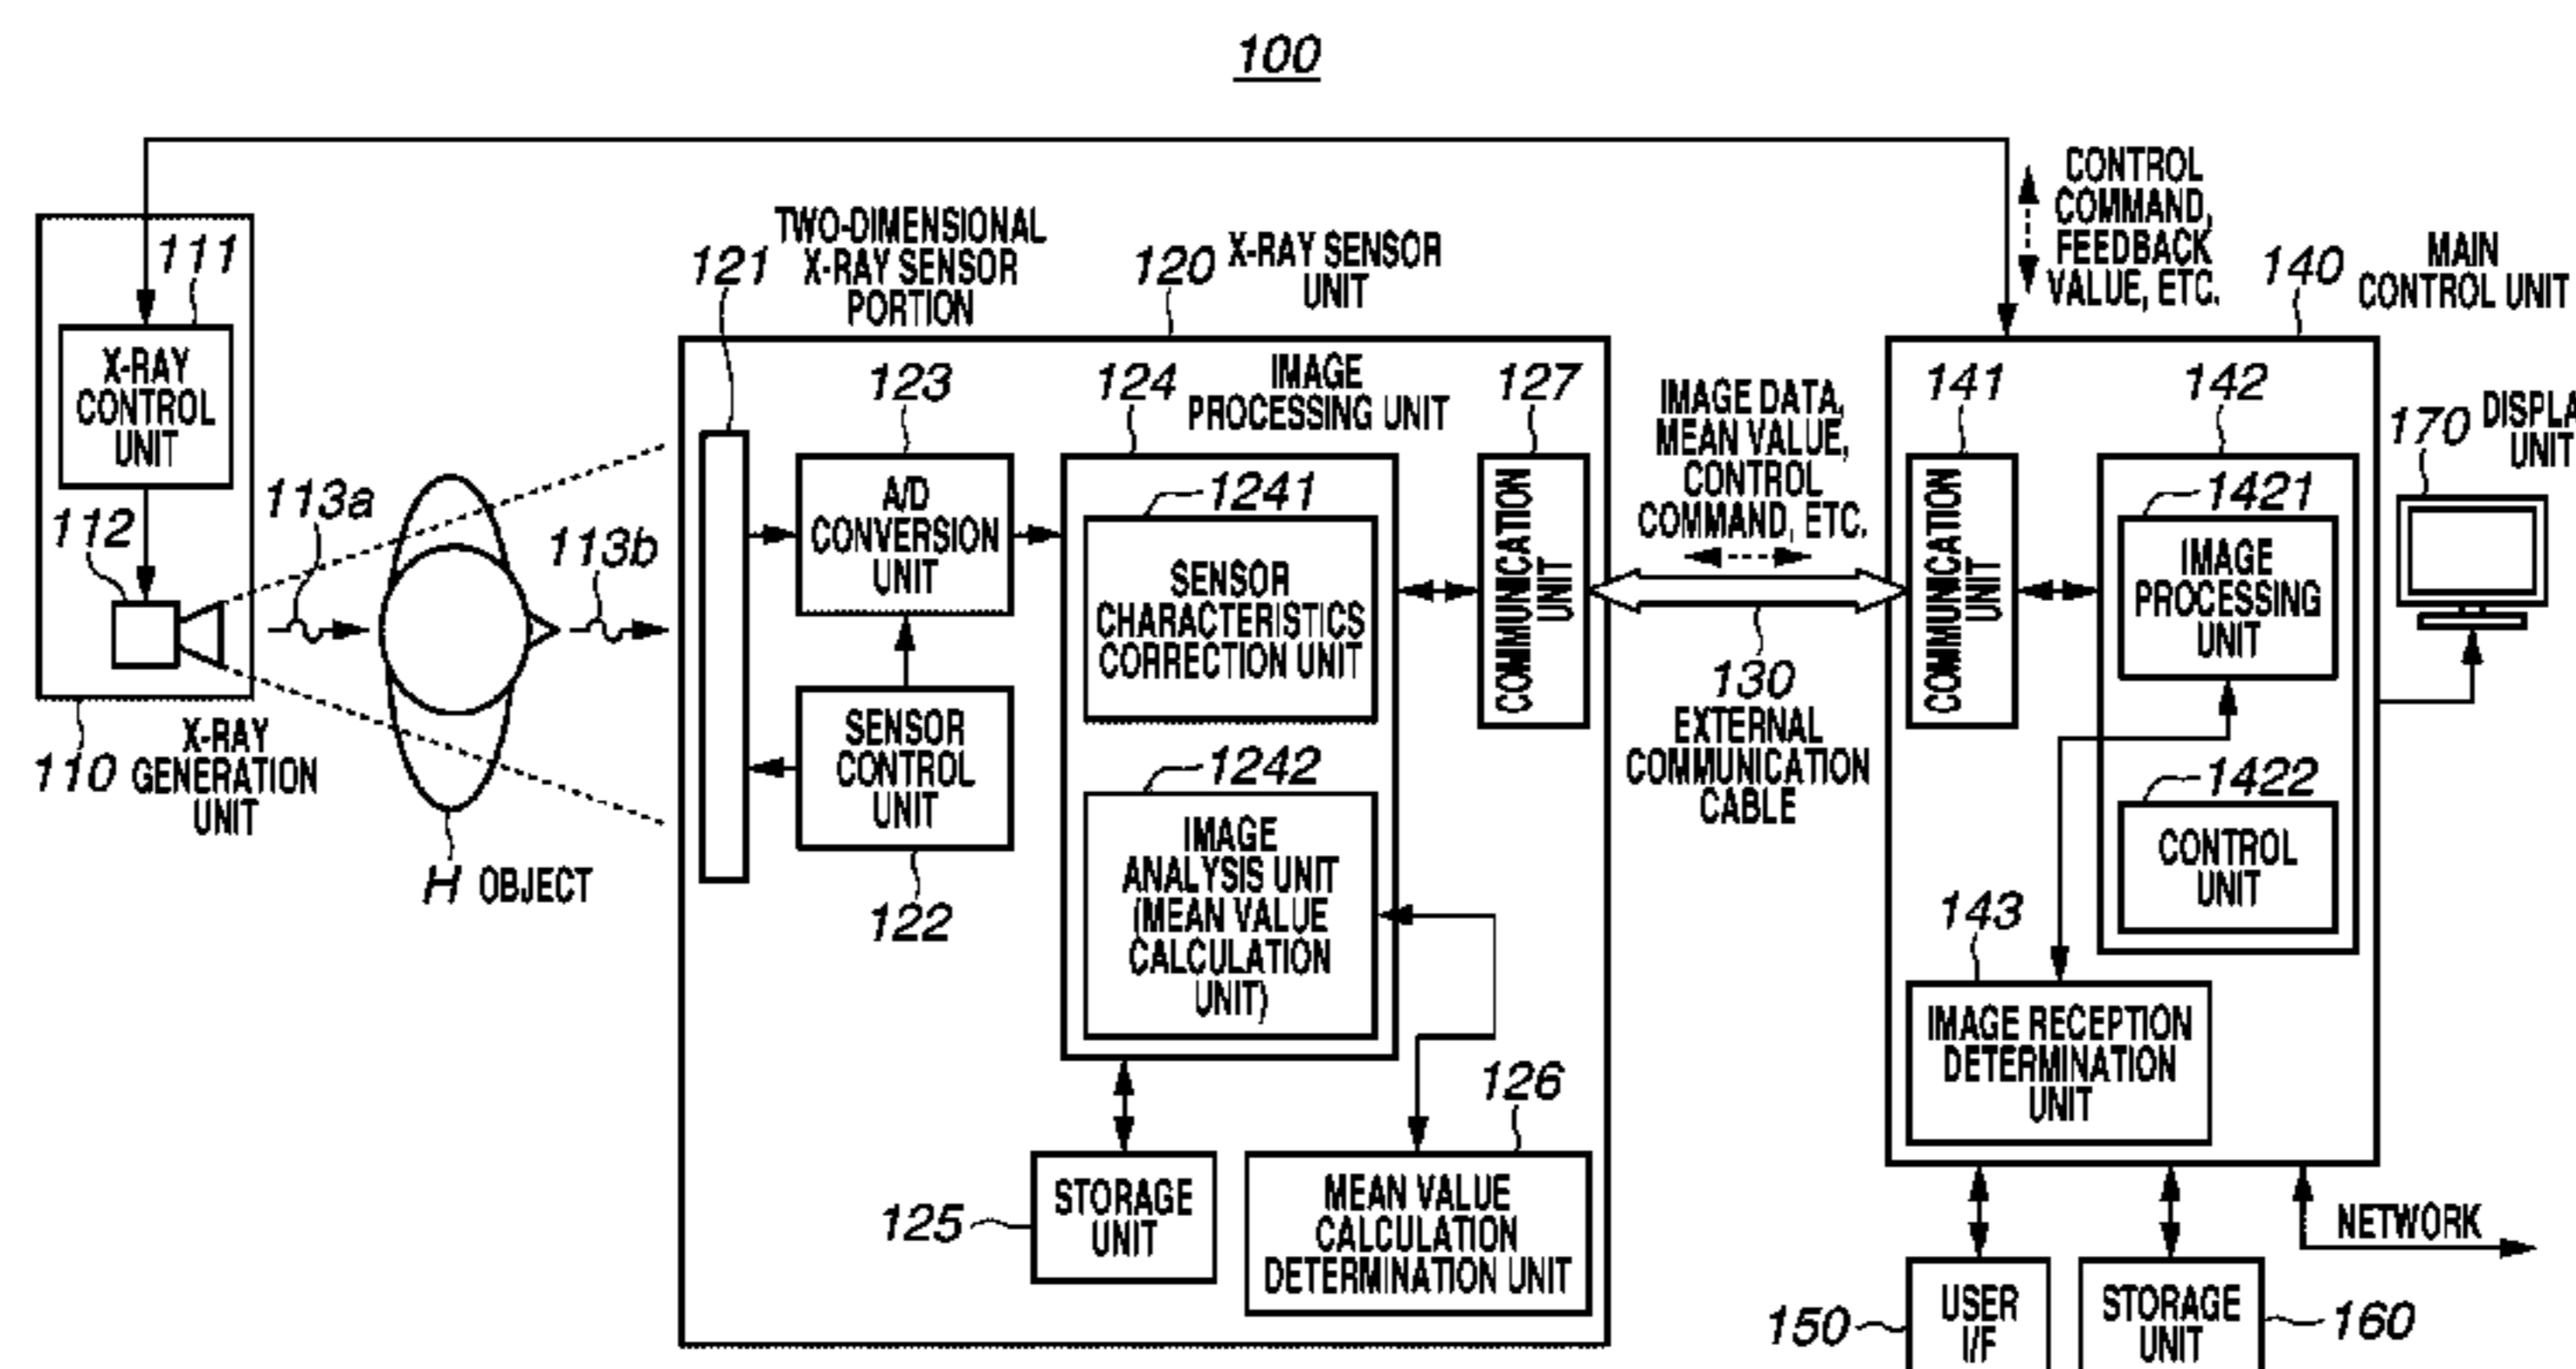 100
CONTROL
COMMAND,
FEEDBACK
VALUE, ETC.
111
X-RAY
CONTROL
UNIT
112
113a
113b
110
X-RAY
GENERATION
UNIT
H OBJECT
121
TWO-DIMENSIONAL
X-RAY SENSOR
PORTION
120
X-RAY SENSOR
UNIT
123
A/D
CONVERSION
UNIT
SENSOR
CONTROL
UNIT
122
124
IMAGE
PROCESSING UNIT
1241
SENSOR
CHARACTERISTICS
CORRECTION UNIT
1242
IMAGE
ANALYSIS UNIT
(MEAN VALUE
CALCULATION
UNIT)
127
COMMUNICATION
UNIT
125
STORAGE
UNIT
126
MEAN VALUE
CALCULATION
DETERMINATION UNIT
IMAGE DATA,
MEAN VALUE,
CONTROL
COMMAND, ETC.
130
EXTERNAL
COMMUNICATION
CABLE
140
MAIN
CONTROL UNIT
141
COMMUNICATION
UNIT
142
1421
IMAGE
PROCESSING
UNIT
1422
CONTROL
UNIT
143
IMAGE RECEPTION
DETERMINATION
UNIT
170
DISPLA
UNIT
NETWORK
150
USER
I/F
STORAGE
UNIT
160